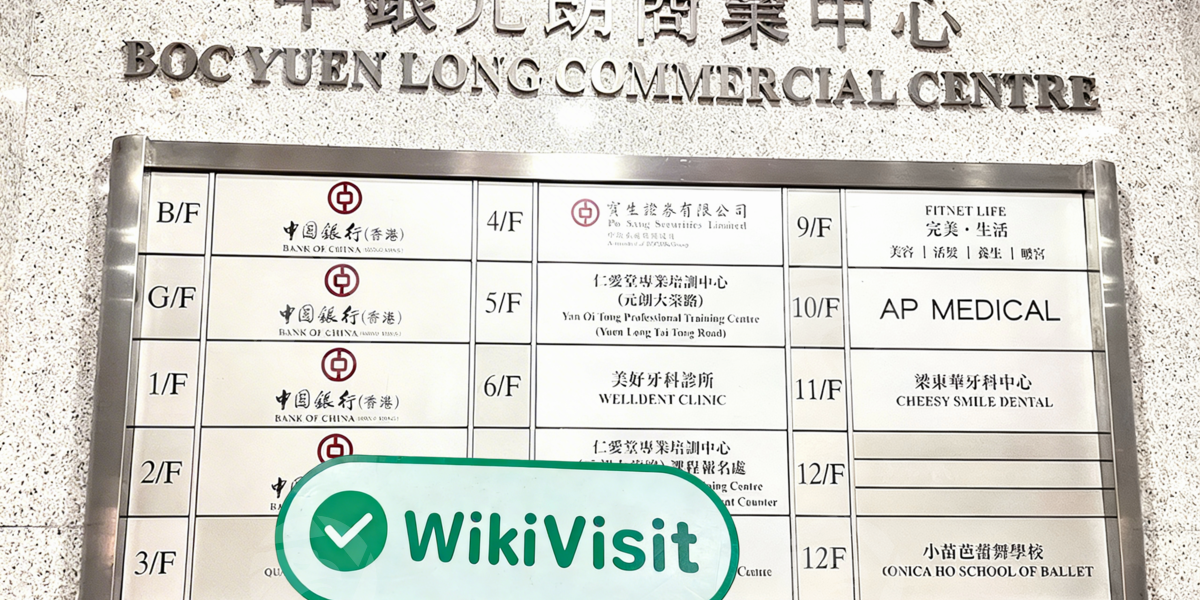 中銀元朗商業中心
BOC YUEN LONG COMMERCIAL CENTRE
B/F
中国銀行(香港)
BANK OF CHINA
4/F
寶生證券有限公司
Po Sang Securities Limited
9/F
FITNET LIFE
完美·生活
美容 | 活髮 | 養生 | 暖宮
G/F
中国銀行(香港)
BANK OF CHINA
5/F
仁愛堂專業培訓中心
(元朗大棠路)
Yan Oi Tong Professional Training Centre
(Yuen Long Tai Tong Road)
10/F
AP MEDICAL
1/F
中国銀行(香港)
BANK OF CHINA
6/F
美好牙科診所
WELLDENT CLINIC
11/F
梁東華牙科中心
CHEESY SMILE DENTAL
2/F
中
仁愛堂專業培訓中心
課程報名處
Centre
Counter
12/F
3/F
Centre
12F
小苗芭蕾舞學校
HO SCHOOL OF BALLET
WikiVisit